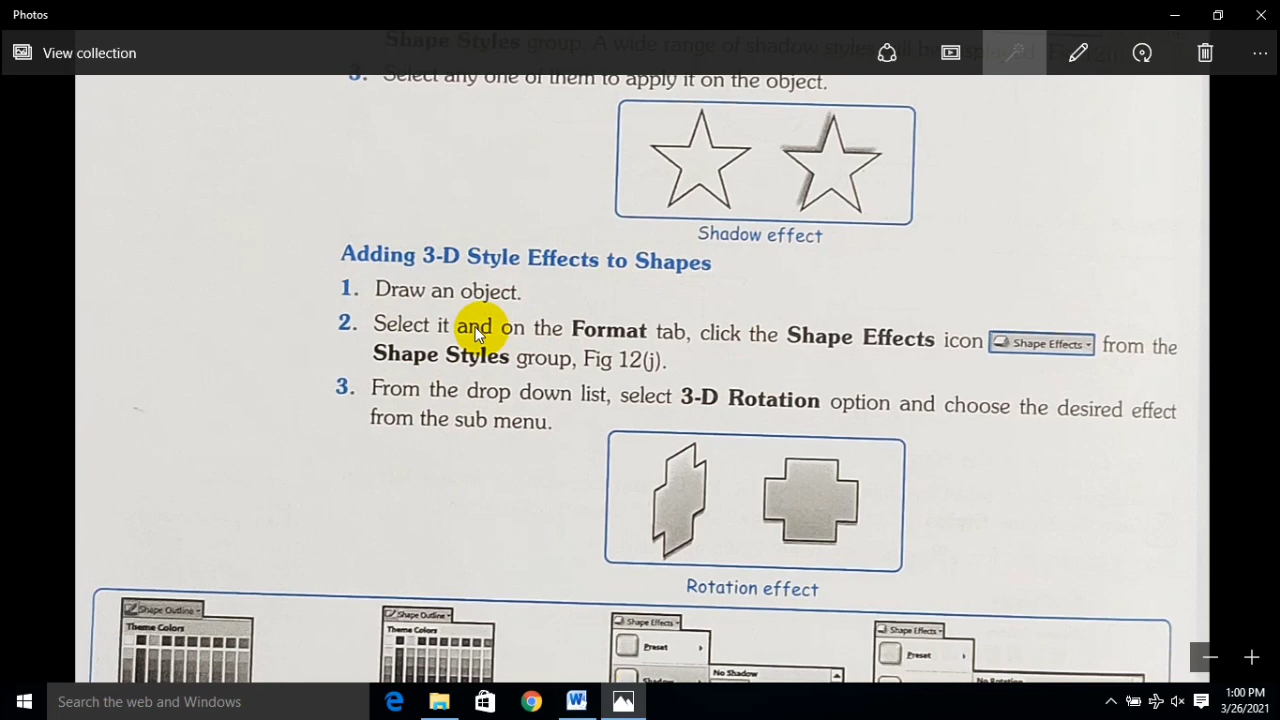 Photos
View collection
Shape Styles group. A wide range of shadow styles will be displayed, Fig 12(i).
3. Select any one of them to apply it on the object.
Shadow effect
Adding 3-D Style Effects to Shapes
1. Draw an object.
2. Select it and on the Format tab, click the Shape Effects icon Shape Effects from the
Shape Styles group, Fig 12(j).
3. From the drop down list, select 3-D Rotation option and choose the desired effect
from the sub menu.
Rotation effect
Shape Outline
Theme Colors
Shape Outline
Theme Colors
Shape Effects
Preset
Shadow
No Shadow
Shape Effects
Preset
No Rotation
Search the web and Windows
1:00 PM
3/26/2021